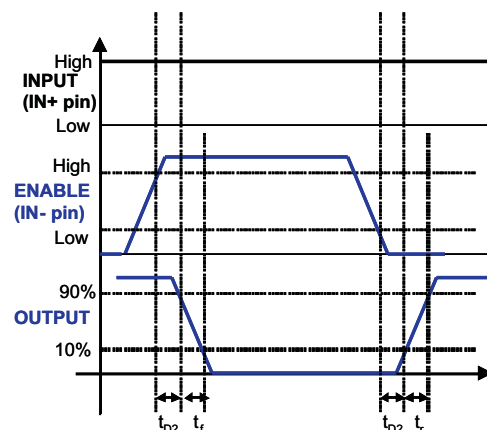 High
INPUT
(IN+ pin)
Low
High
ENABLE
(IN- pin)
Low
90%
OUTPUT
10%
tD2 tf tD2 tr